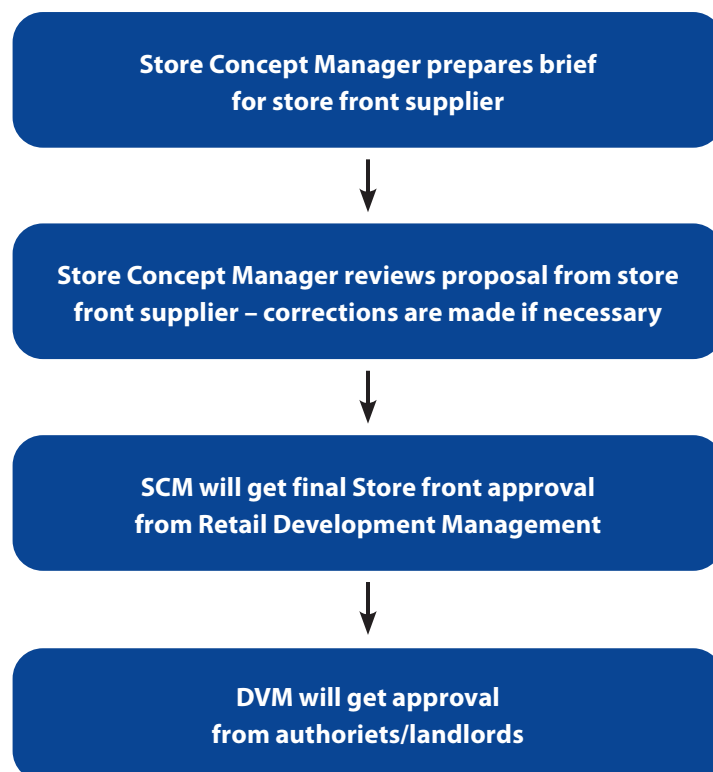 Store Concept Manager prepares brief
for store front supplier
Store Concept Manager reviews proposal from store
front supplier – corrections are made if necessary
SCM will get final Store front approval
from Retail Development Management
DVM will get approval
from authoriets/landlords